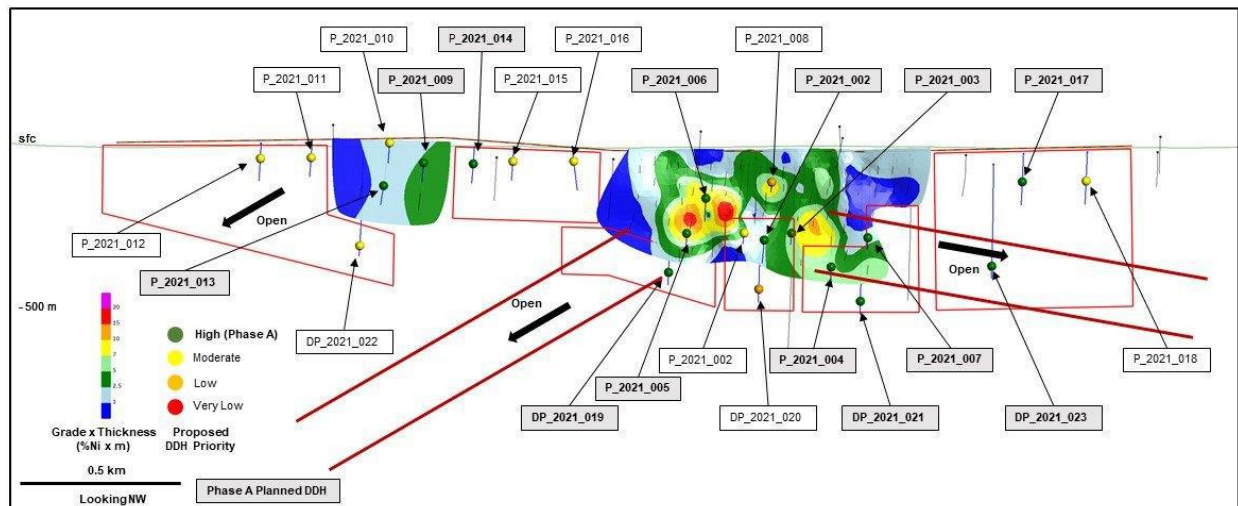 P_2021_010
P_2021_014
P_2021_016
P_2021_008
P_2021_011
P_2021_009
P_2021_015
P_2021_006
P_2021_002
P_2021_003
P_2021_017
sfc
Open
P_2021_012
P_2021_013
Open
-500 m
Open
DP_2021_022
P_2021_002
P_2021_004
P_2021_007
P_2021_018
P_2021_005
DP_2021_019
DP_2021_020
DP_2021_021
DP_2021_023
20
15
10
7
5
2.5
1
High (Phase A)
Moderate
Low
Very Low
Grade x Thickness
(%Ni x m)
Proposed
DDH Priority
0.5 km
Looking NW
Phase A Planned DDH